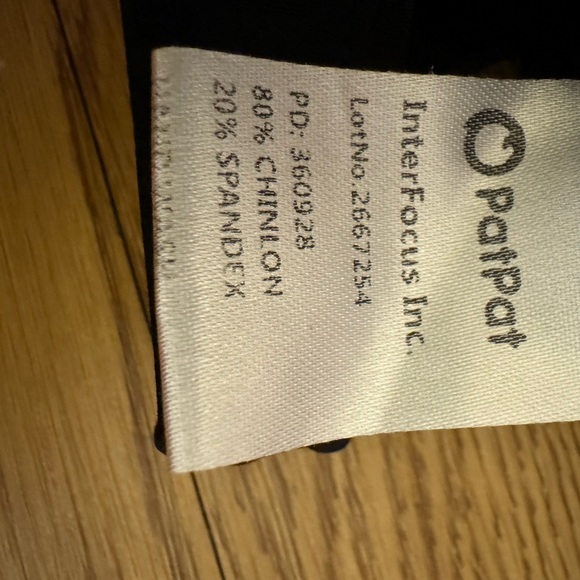 PatPat
InterFocus Inc.
LotNo.2667254
PD: 360928
80% CHINLON
20% SPANDEX